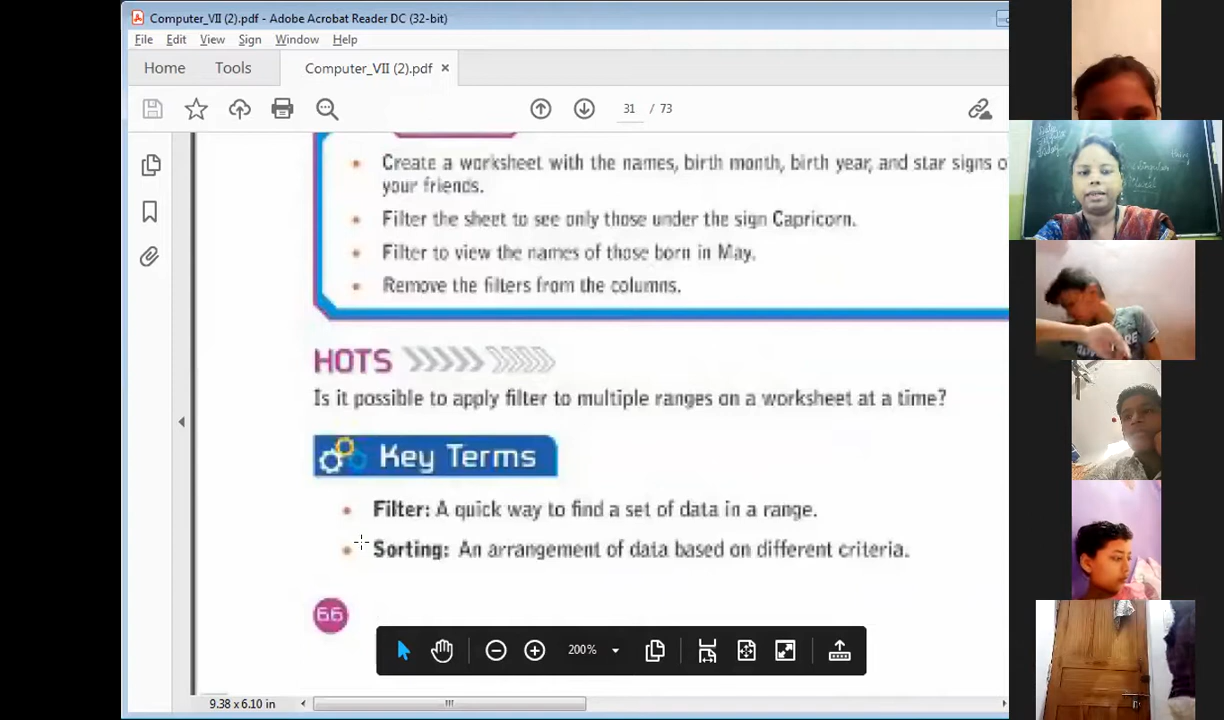 Computer_VII (2).pdf - Adobe Acrobat Reader DC (32-bit)
File Edit View Sign Window Help
Home Tools Computer_VII (2).pdf ×
31 / 73
• Create a worksheet with the names, birth month, birth year, and star signs o
your friends.
• Filter the sheet to see only those under the sign Capricorn.
• Filter to view the names of those born in May.
• Remove the filters from the columns.
HOTS
Is it possible to apply filter to multiple ranges on a worksheet at a time?
Key Terms
• Filter: A quick way to find a set of data in a range.
• Sorting: An arrangement of data based on different criteria.
66
200%
9.38 x 6.10 in